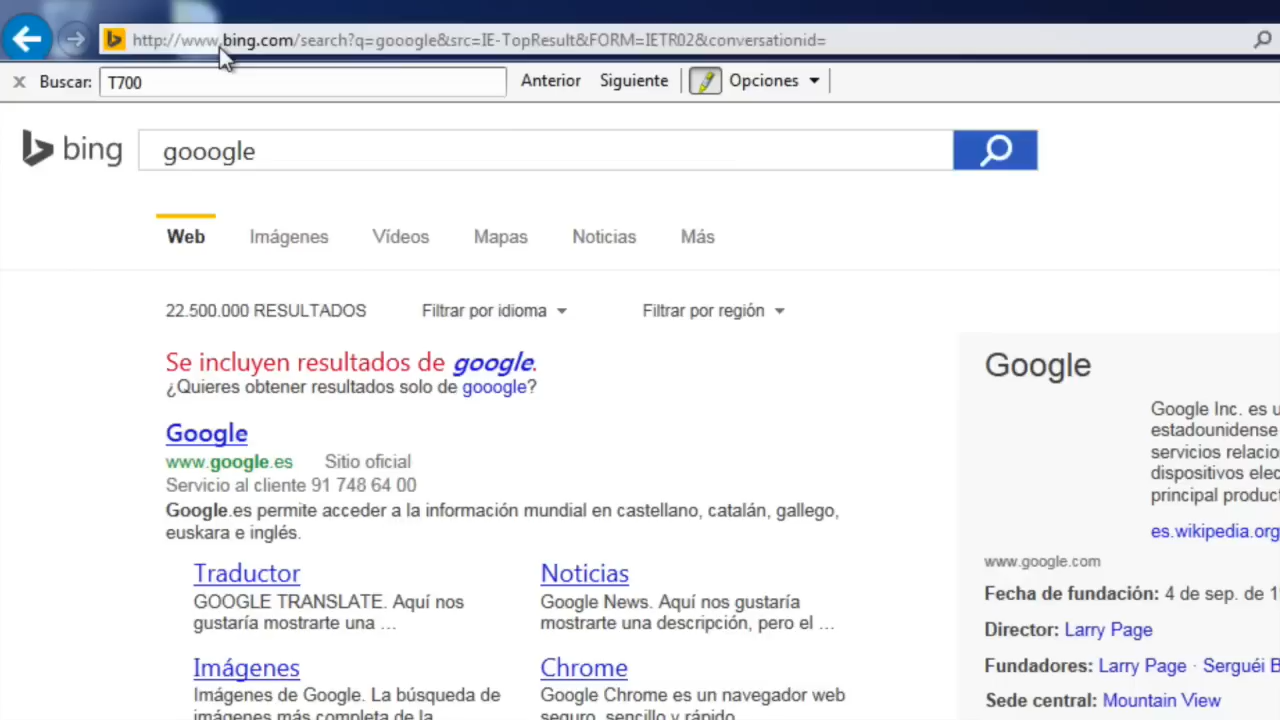 http://www.bing.com/search?q=gooogle&src=IE-TopResult&FORM=IETR02&conversationid=
Buscar: T700 Anterior Siguiente Opciones
bing gooogle
Web Imágenes Vídeos Mapas Noticias Más
22.500.000 RESULTADOS Filtrar por idioma Filtrar por región
Se incluyen resultados de google.
¿Quieres obtener resultados solo de gooogle?
Google
www.google.es Sitio oficial
Servicio al cliente 91 748 64 00
Google.es permite acceder a la información mundial en castellano, catalán, gallego,
euskara e inglés.
Traductor
GOOGLE TRANSLATE. Aquí nos
gustaría mostrarte una ...
Noticias
Google News. Aquí nos gustaría
mostrarte una descripción, pero el ...
Imágenes
Imágenes de Google. La búsqueda de
imágenes más completa de la
Chrome
Google Chrome es un navegador web
seguro, sencillo y rápido
Google
Google Inc. es u
estadounidense
servicios relacio
dispositivos elec
principal product
es.wikipedia.org
www.google.com
Fecha de fundación: 4 de sep. de 1
Director: Larry Page
Fundadores: Larry Page · Serguéi B
Sede central: Mountain View